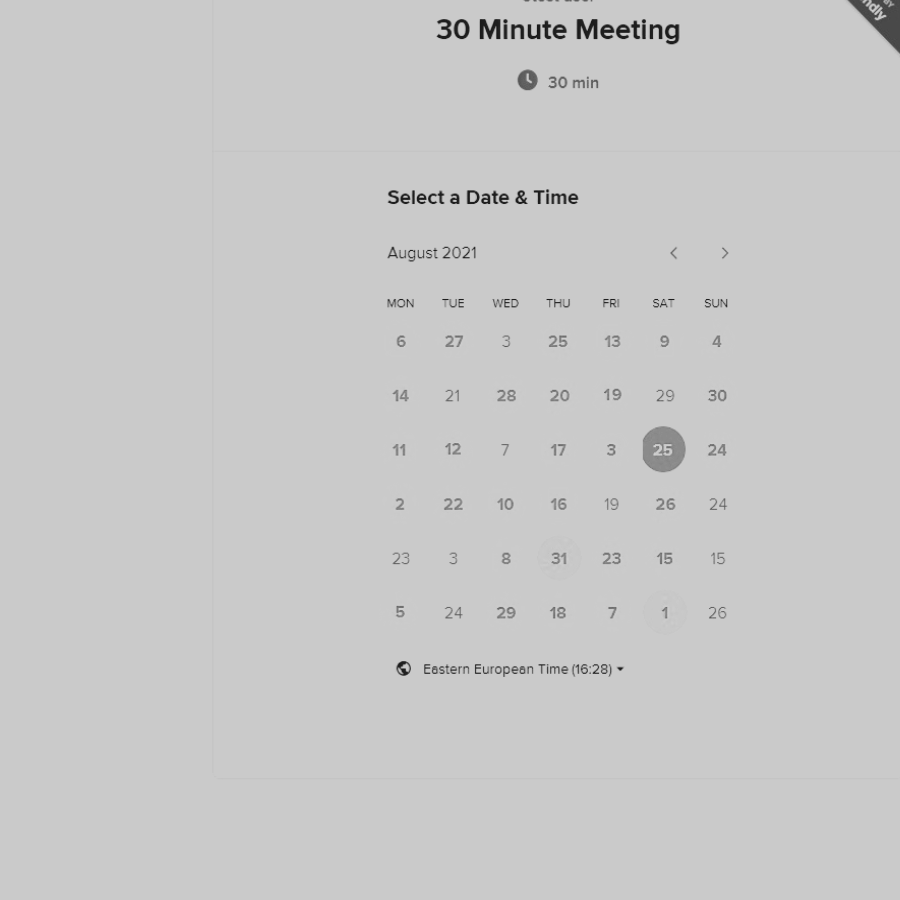 30 Minute Meeting
30 min
Select a Date & Time
August 2021
MON TUE WED THU FRI SAT SUN
6 27 3 25 13 9 4
14 21 28 20 19 29 30
11 12 7 17 3 25 24
2 22 10 16 19 26 24
23 3 8 31 23 15 15
5 24 29 18 7 1 26
Eastern European Time (16:28)